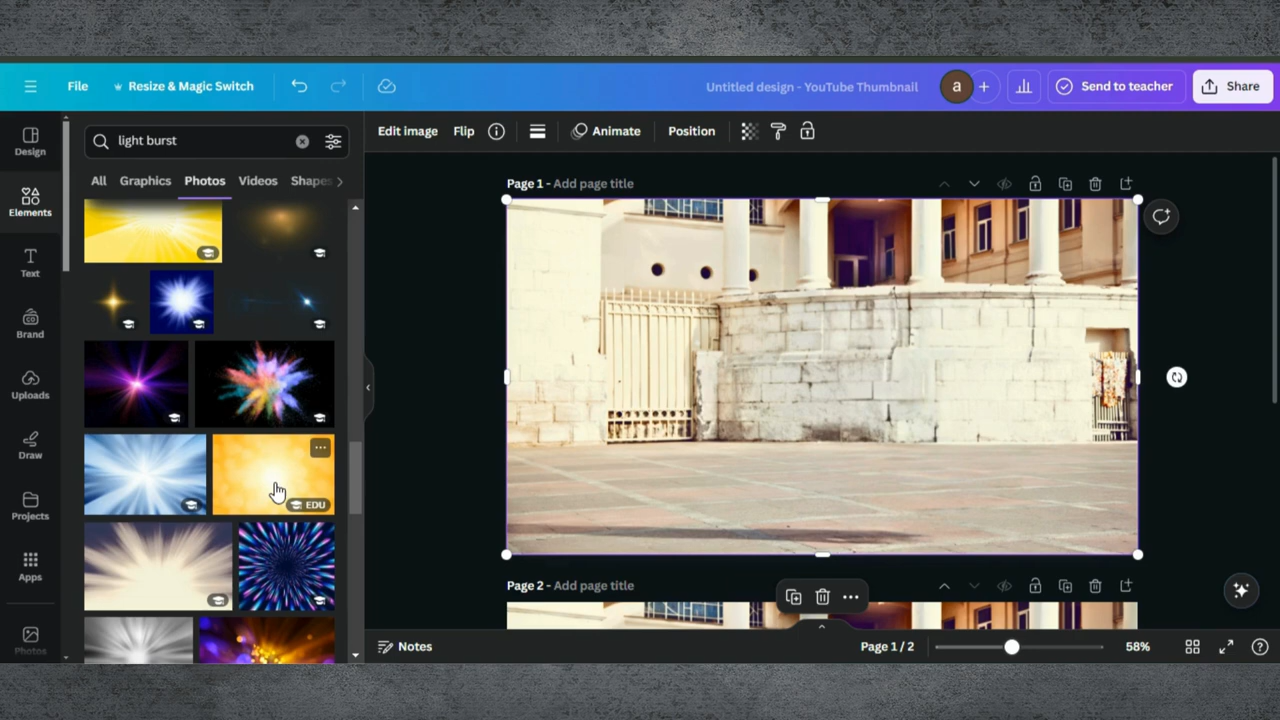 File
Resize & Magic Switch
Untitled design - YouTube Thumbnail
a
Send to teacher
Share
Design
Elements
Text
Brand
Uploads
Draw
Projects
Apps
Photos
light burst
All
Graphics
Photos
Videos
Shapes
EDU
Edit image
Flip
Animate
Position
Page 1 - Add page title
Page 2 - Add page title
Notes
Page 1 / 2
58%